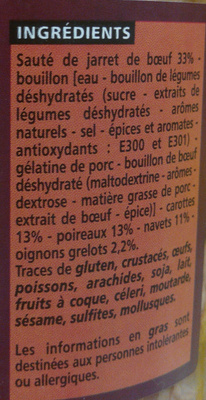 INGRÉDIENTS
Sauté de jarret de bœuf 33% -
bouillon [eau - bouillon de légumes
déshydratés (sucre - extraits de
légumes déshydratés - arômes
naturels - sel - épices et aromates -
antioxydants : E300 et E301) -
gélatine de porc - bouillon de bœuf
déshydraté (maltodextrine - arômes -
dextrose - matière grasse de porc -
extrait de bœuf - épice)] - carottes
13% - poireaux 13% - navets 11% -
oignons grelots 2,2%.
Traces de gluten, crustacés, œufs,
poissons, arachides, soja, lait,
fruits à coque, céleri, moutarde,
sésame, sulfites, mollusques.
Les informations en gras sont
destinées aux personnes intolérantes
ou allergiques.